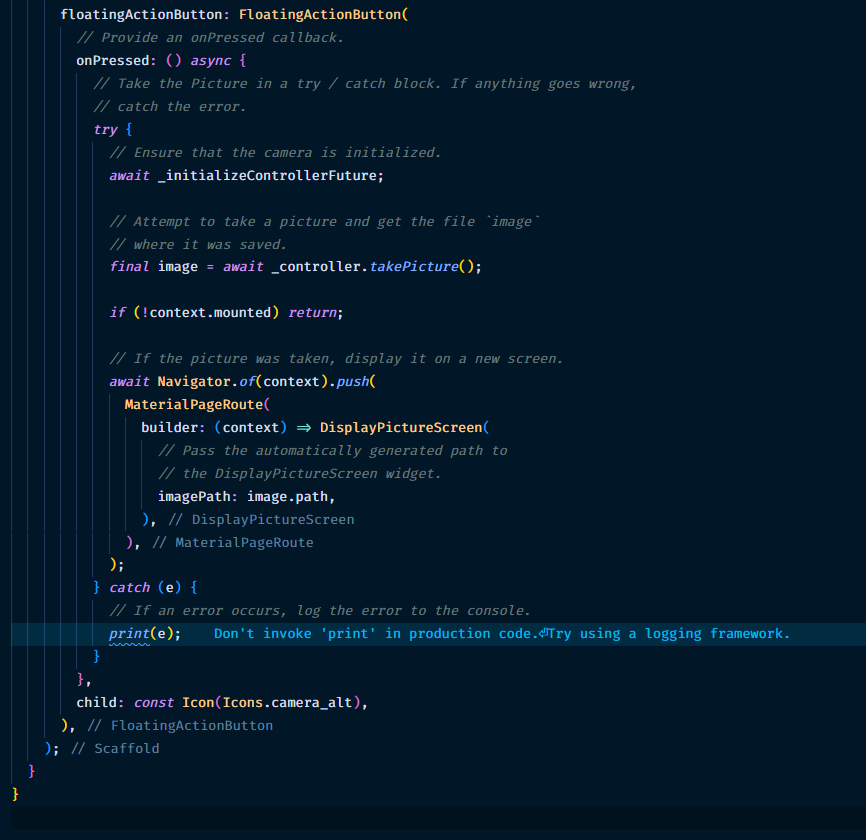 floatingActionButton: FloatingActionButton(
// Provide an onPressed callback.
onPressed: () async {
// Take the Picture in a try / catch block. If anything goes wrong,
// catch the error.
try {
// Ensure that the camera is initialized.
await _initializeControllerFuture;
// Attempt to take a picture and get the file `image`
// where it was saved.
final image = await _controller.takePicture();
if (!context.mounted) return;
// If the picture was taken, display it on a new screen.
await Navigator.of(context).push(
MaterialPageRoute(
builder: (context) => DisplayPictureScreen(
// Pass the automatically generated path to
// the DisplayPictureScreen widget.
imagePath: image.path,
), // DisplayPictureScreen
), // MaterialPageRoute
);
} catch (e) {
// If an error occurs, log the error to the console.
print(e); Don't invoke 'print' in production code.⏎Try using a logging framework.
}
},
child: const Icon(Icons.camera_alt),
), // FloatingActionButton
); // Scaffold
}
}